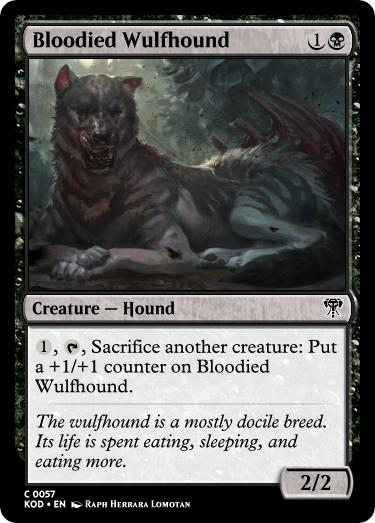 Bloodied Wulfhound 1
Creature — Hound
1, Sacrifice another creature: Put
a +1/+1 counter on Bloodied
Wulfhound.
The wulfhound is a mostly docile breed.
Its life is spent eating, sleeping, and
eating more.
2/2
C 0057
KOD • EN RAPH HERRARA LOMOTAN